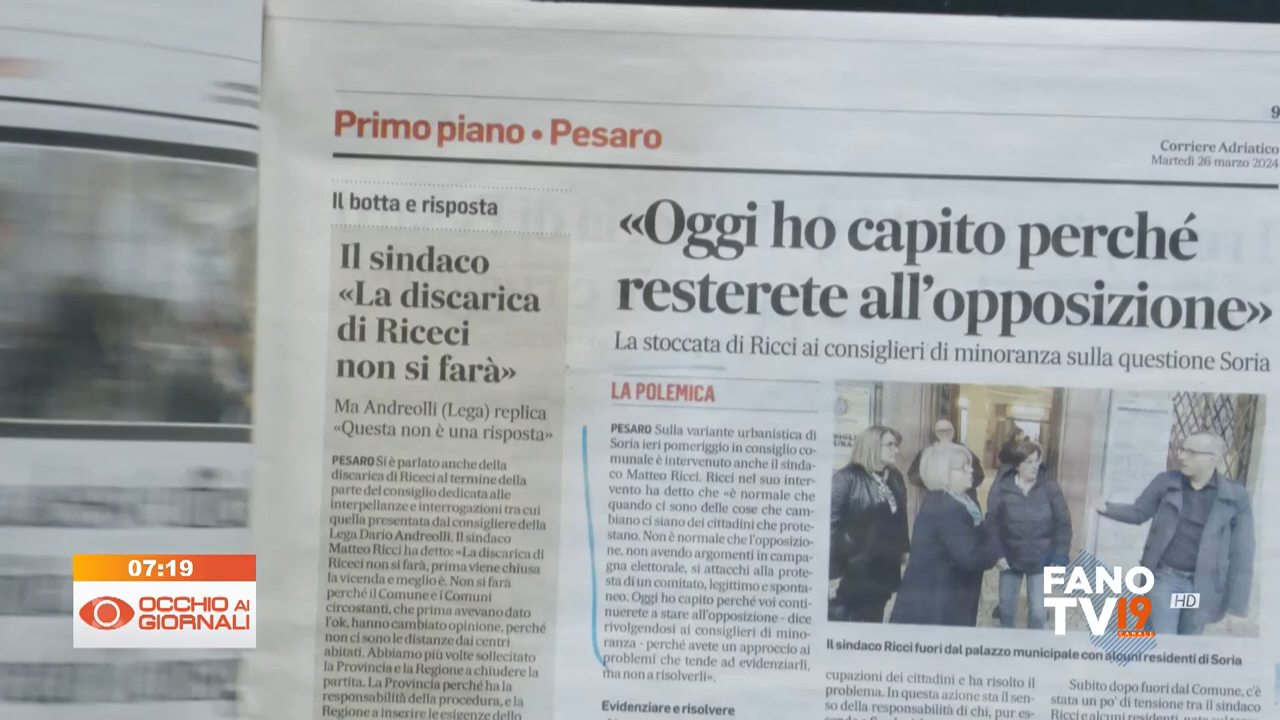 Primo piano • Pesaro
9
Corriere Adriatico
Martedì 26 marzo 2024
Il botta e risposta
Il sindaco
«La discarica
di Riceci
non si farà»
Ma Andreolli (Lega) replica
«Questa non è una risposta»
PESARO Si è parlato anche della
discarica di Riceci al termine della
parte del consiglio dedicata alle
interpellanze e interrogazioni tra cui
quella presentata dal consigliere della
Lega Dario Andreolli. Il sindaco
Matteo Ricci ha detto: «La discarica di
Riceci non si farà, prima viene chiusa
la vicenda e meglio è. Non si farà
perché il Comune e i Comuni
circostanti, che prima avevano dato
l'ok, hanno cambiato opinione, perché
non ci sono le distanze dai centri
abitati. Abbiamo più volte sollecitato
la Provincia e la Regione a chiudere la
partita. La Provincia perché ha la
responsabilità della procedura, e la
Regione a inserire le esigenze dello
«Oggi ho capito perché
resterete all'opposizione»
La stoccata di Ricci ai consiglieri di minoranza sulla questione Soria
LA POLEMICA
PESARO Sulla variante urbanistica di
Soria ieri pomeriggio in consiglio co-
munale è intervenuto anche il sinda-
co Matteo Ricci. Ricci nel suo inter-
vento ha detto che «è normale che
quando ci sono delle cose che cam-
biano ci siano dei cittadini che prote-
stano. Non è normale che l'opposizio-
ne, non avendo argomenti in campa-
gna elettorale, si attacchi alla prote-
sta di un comitato, legittimo e sponta-
neo. Oggi ho capito perché voi conti-
nuerete a stare all'opposizione - dice
rivolgendosi ai consiglieri di mino-
ranza - perché avete un approccio ai
problemi che tende ad evidenziarli,
ma non a risolverli».
Evidenziare e risolvere
Il sindaco Ricci fuori dal palazzo municipale con alcuni residenti di Soria
cupazioni dei cittadini e ha risolto il
problema. In questa azione sta il sen-
so della responsabilità di chi, pur es-
Subito dopo fuori dal Comune, c'è
stato un po' di tensione tra il sindaco
Ricci e alcuni residenti
07:19
OCCHIO AI
GIORNALI
FANO
TV 19
CANALE
HD